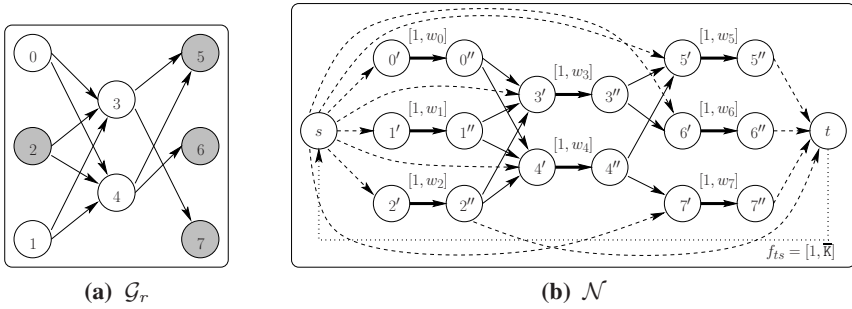 0 5
3
2 6
4
1 7
(a) 𝒢r
[1, w0] [1, w5]
0′ 0″ 5′ 5″
[1, w3]
3′ 3″
[1, w1] [1, w6]
s 1′ 1″ 6′ 6″ t
[1, w4]
4′ 4″
[1, w2] [1, w7]
2′ 2″ 7′ 7″
fts = [1, K̅]
(b) 𝒩